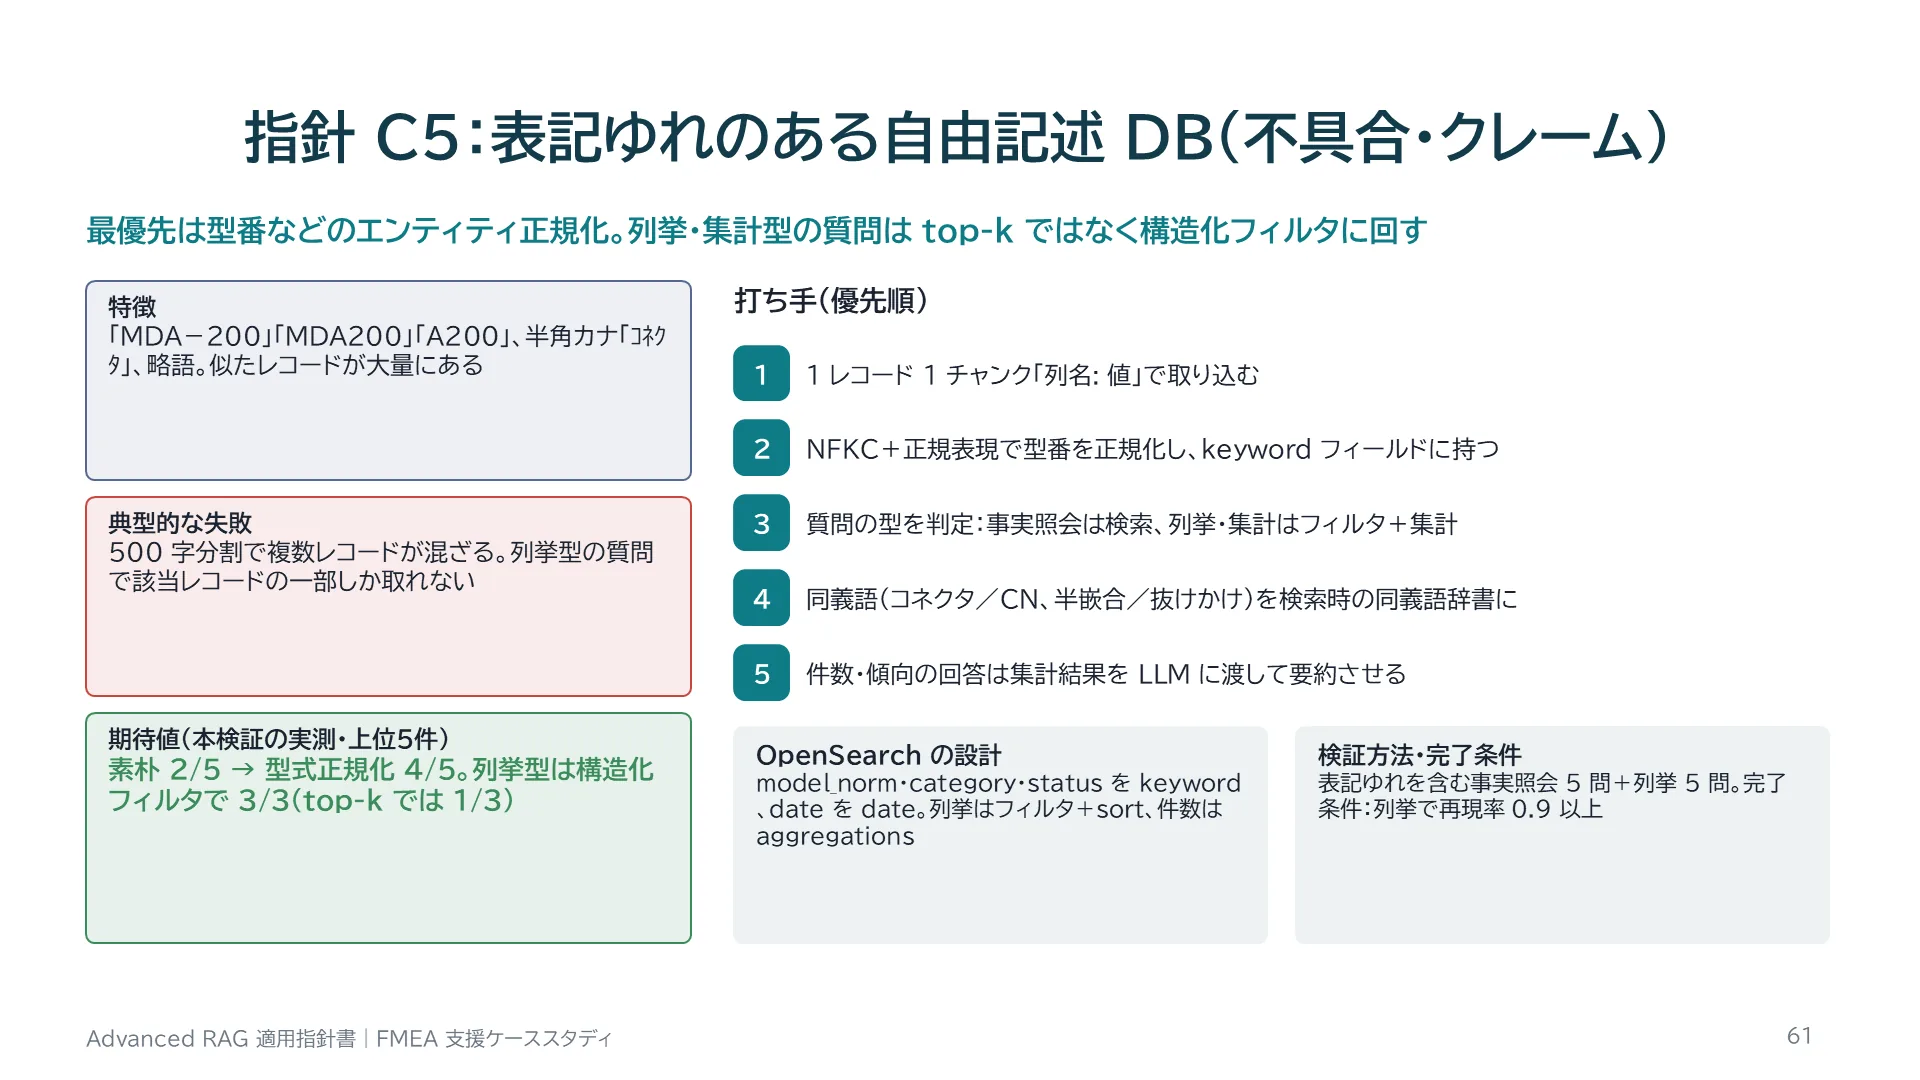 指針 C5：表記ゆれのある自由記述 DB（不具合・クレーム）
最優先は型番などのエンティティ正規化。列挙・集計型の質問は top-k ではなく構造化フィルタに回す
特徴
「MDA－200」「MDA200」「A200」、半角カナ「ｺﾈｸ
ﾀ」、略語。似たレコードが大量にある
典型的な失敗
500 字分割で複数レコードが混ざる。列挙型の質問
で該当レコードの一部しか取れない
期待値（本検証の実測・上位5件）
素朴 2/5 → 型式正規化 4/5。列挙型は構造化
フィルタで 3/3（top-k では 1/3）
打ち手（優先順）
1 1 レコード 1 チャンク「列名: 値」で取り込む
2 NFKC＋正規表現で型番を正規化し、keyword フィールドに持つ
3 質問の型を判定：事実照会は検索、列挙・集計はフィルタ＋集計
4 同義語（コネクタ／CN、半嵌合／抜けかけ）を検索時の同義語辞書に
5 件数・傾向の回答は集計結果を LLM に渡して要約させる
OpenSearch の設計
model_norm・category・status を keyword
、date を date。列挙はフィルタ＋sort、件数は
aggregations
検証方法・完了条件
表記ゆれを含む事実照会 5 問＋列挙 5 問。完了
条件：列挙で再現率 0.9 以上
Advanced RAG 適用指針書｜FMEA 支援ケーススタディ
61